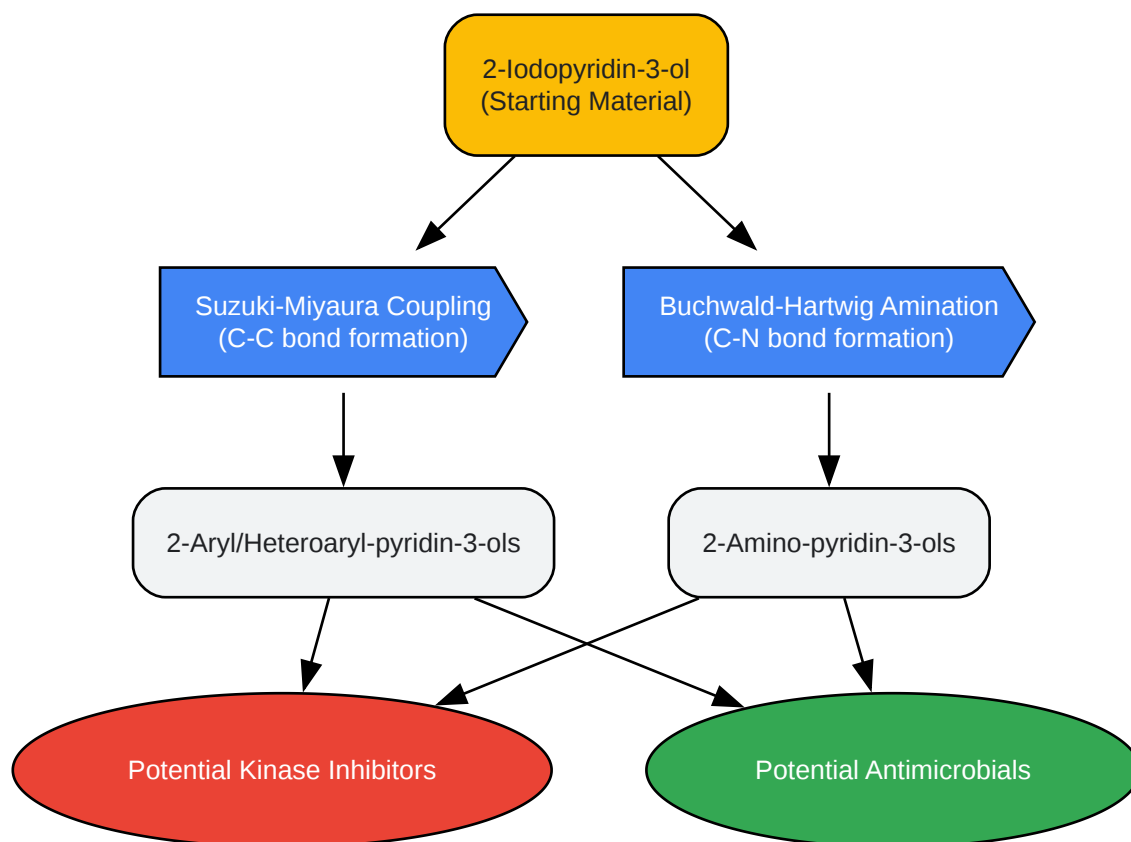 2-Iodopyridin-3-ol
(Starting Material)
Suzuki-Miyaura Coupling
(C-C bond formation)
Buchwald-Hartwig Amination
(C-N bond formation)
2-Aryl/Heteroaryl-pyridin-3-ols
2-Amino-pyridin-3-ols
Potential Kinase Inhibitors
Potential Antimicrobials